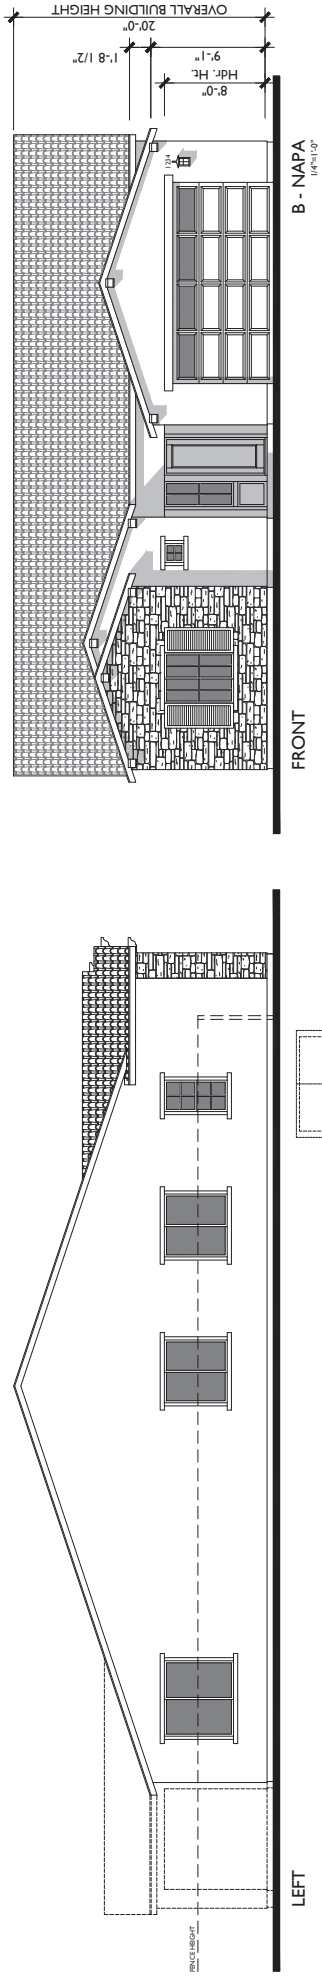 OVERALL BUILDING HEIGHT
20'-0"
1'-8 1/2"
9'-1"
Hdr. Ht.
8'-0"
1234
B - NAPA
1/4"=1'-0"
FRONT
FENCE HEIGHT
LEFT